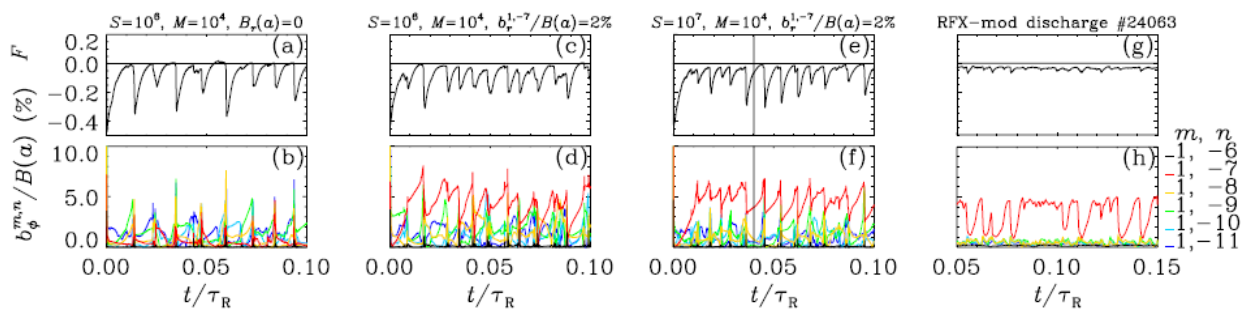 S=10⁶, M=10⁴, B_r(a)=0
S=10⁶, M=10⁴, b_r^{1,-7}/B(a)=2%
S=10⁷, M=10⁴, b_r^{1,-7}/B(a)=2%
RFX-mod discharge #24063
F
0.2
0.0
-0.2
-0.4
(a)
(c)
(e)
(g)
b_ϕ^{m,n}/B(a) (%)
10.0
5.0
0.0
(b)
(d)
(f)
(h)
m, n
-1, -6
1, -7
1, -8
1, -9
1, -10
1, -11
0.00 0.05 0.10
0.00 0.05 0.10
0.00 0.05 0.10
0.05 0.10 0.15
t/τ_R
t/τ_R
t/τ_R
t/τ_R